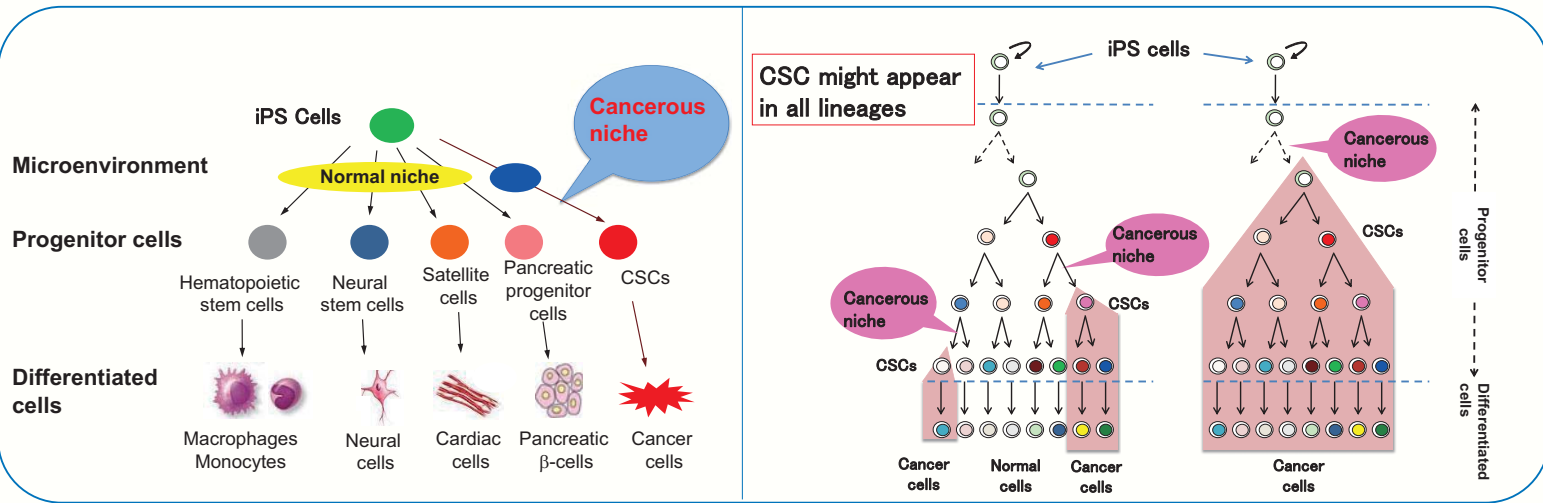 iPS Cells
Cancerous
niche
Microenvironment
Normal niche
Progenitor cells
Hematopoietic
stem cells
Neural
stem cells
Satellite
cells
Pancreatic
progenitor
cells
CSCs
Differentiated
cells
Macrophages
Monocytes
Neural
cells
Cardiac
cells
Pancreatic
β-cells
Cancer
cells
CSC might appear
in all lineages
iPS cells
Cancerous
niche
Cancerous
niche
Cancerous
niche
CSCs
CSCs
CSCs
Progenitor
cells
Differentiated
cells
Cancer
cells
Normal
cells
Cancer
cells
Cancer
cells